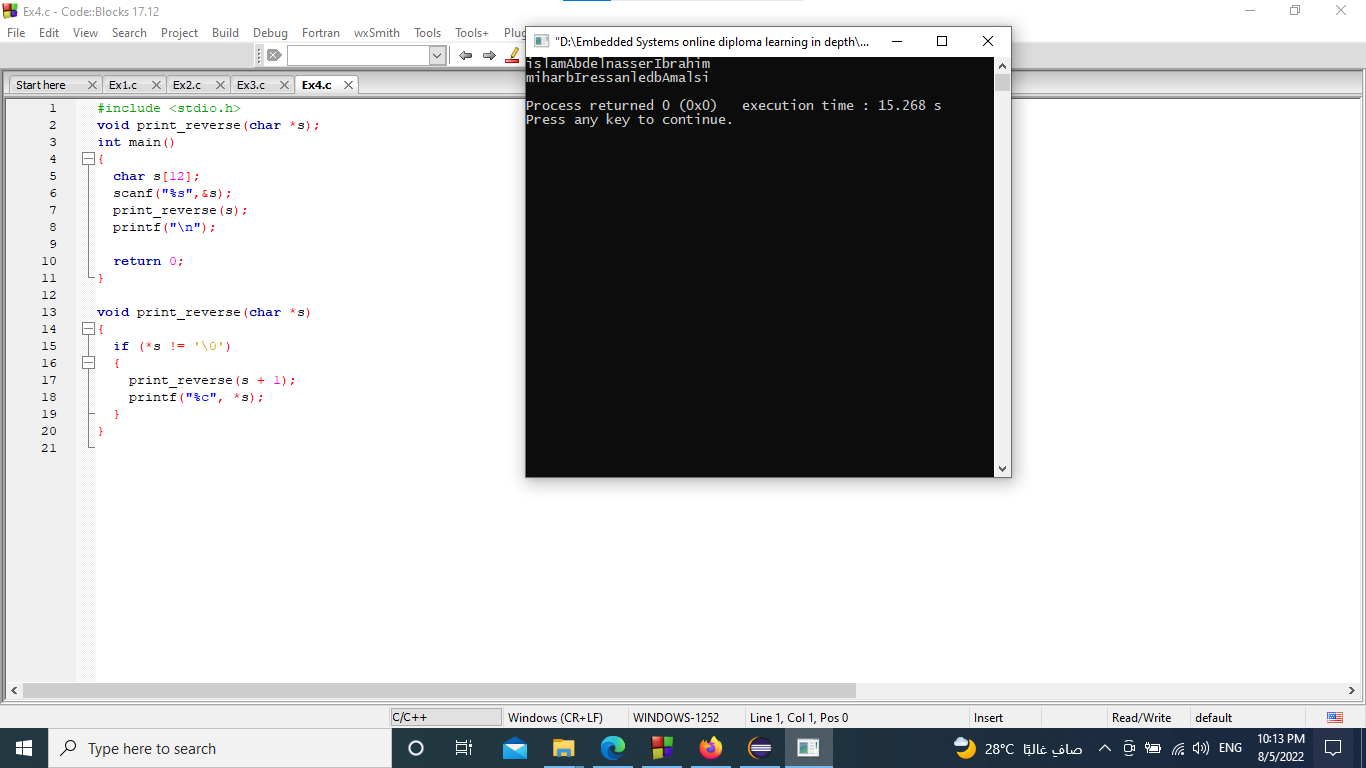 Ex4.c - Code::Blocks 17.12
File Edit View Search Project Build Debug Fortran wxSmith Tools Tools+ Plug
Start here Ex1.c Ex2.c Ex3.c Ex4.c
1 #include <stdio.h>
2 void print_reverse(char *s);
3 int main()
4 {
5 char s[12];
6 scanf("%s",&s);
7 print_reverse(s);
8 printf("\n");
9
10 return 0;
11 }
12
13 void print_reverse(char *s)
14 {
15 if (*s != '\0')
16 {
17 print_reverse(s + 1);
18 printf("%c", *s);
19 }
20 }
21
"D:\Embedded Systems online diploma learning in depth\...
islamAbdelnasserIbrahim
miharbIressanledbAmalsi
Process returned 0 (0x0) execution time : 15.268 s
Press any key to continue.
C/C++ Windows (CR+LF) WINDOWS-1252 Line 1, Col 1, Pos 0 Insert Read/Write default
Type here to search
28°C صافٍ غالبًا ENG
10:13 PM
8/5/2022